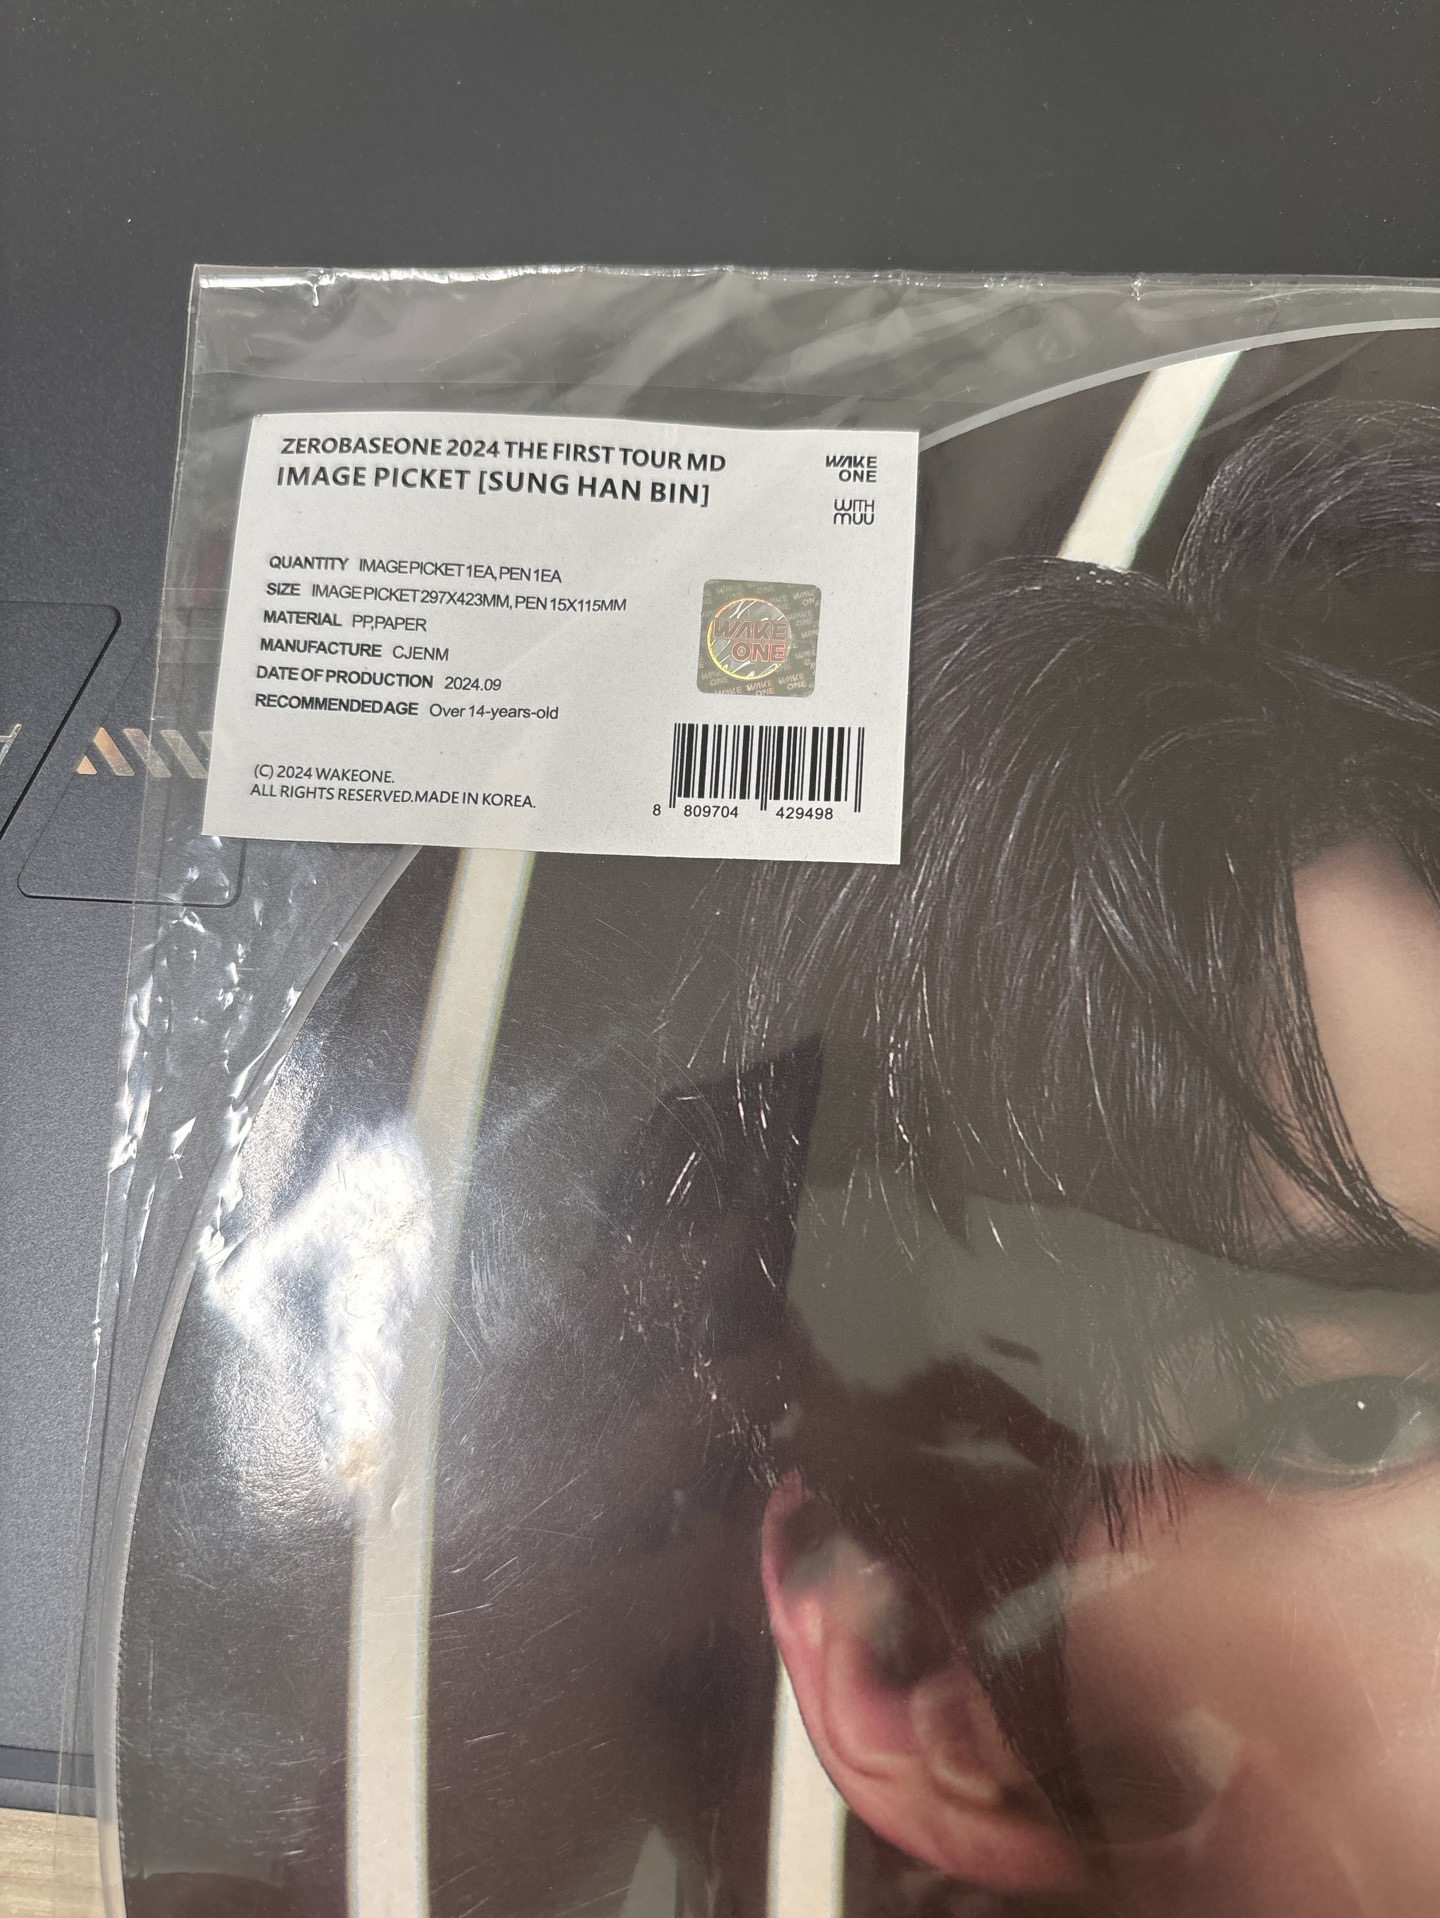 ZEROBASEONE 2024 THE FIRST TOUR MD
IMAGE PICKET [SUNG HAN BIN]
WAKE
ONE
WITH
MUU
QUANTITY IMAGE PICKET 1EA, PEN 1EA
SIZE IMAGE PICKET 297X423MM, PEN 15X115MM
MATERIAL PP,PAPER
MANUFACTURE CJENM
DATE OF PRODUCTION 2024.09
RECOMMENDED AGE Over 14-years-old
WAKE
ONE
(C) 2024 WAKEONE.
ALL RIGHTS RESERVED.MADE IN KOREA.
8 809704 429498